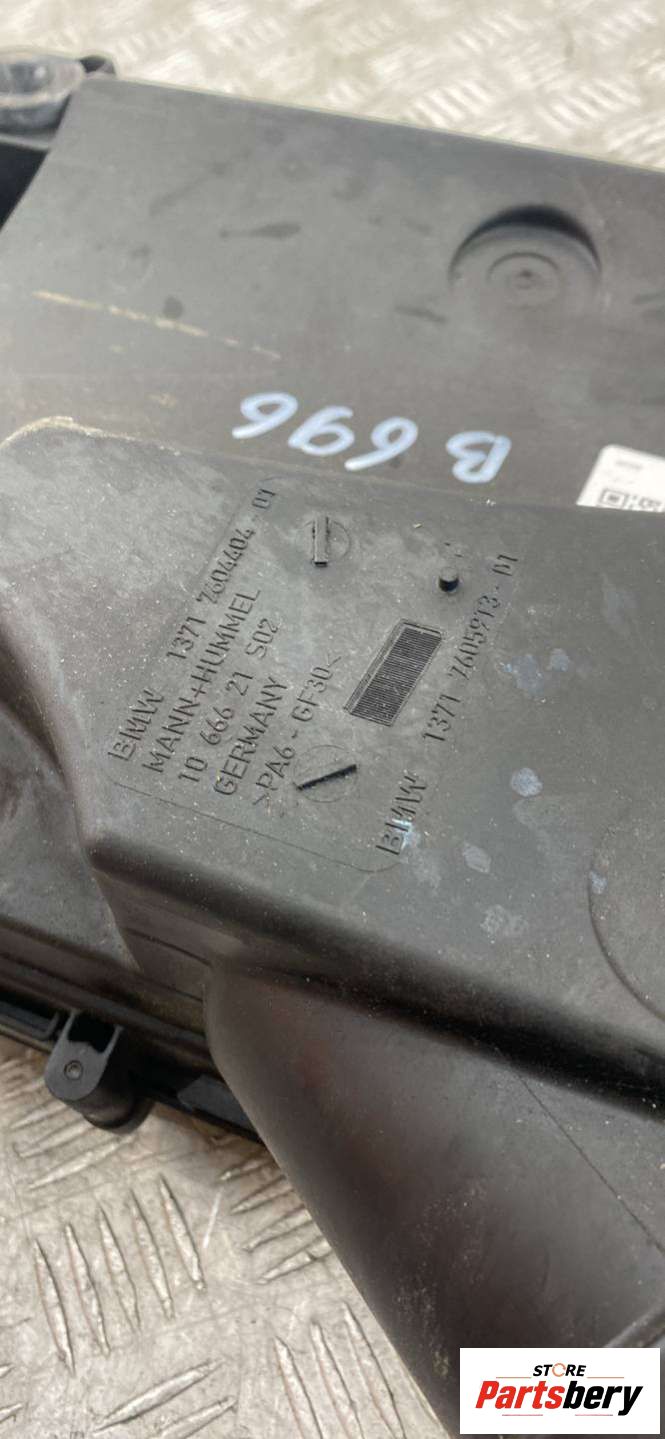 B 696
BMW 1371 7604404-01
MANN+HUMMEL
10 666 21 S02
GERMANY
>PA6-GF30<
BMW 1371 7605913-01
STORE
Partsbery